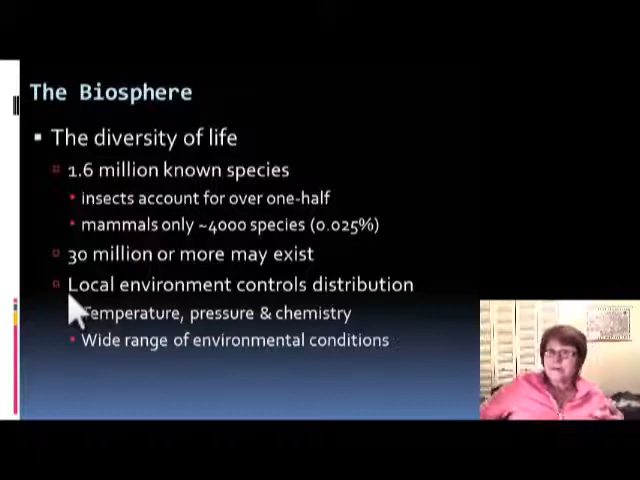 The Biosphere
The diversity of life
1.6 million known species
insects account for over one-half
mammals only ~4000 species (0.025%)
30 million or more may exist
Local environment controls distribution
Temperature, pressure & chemistry
Wide range of environmental conditions